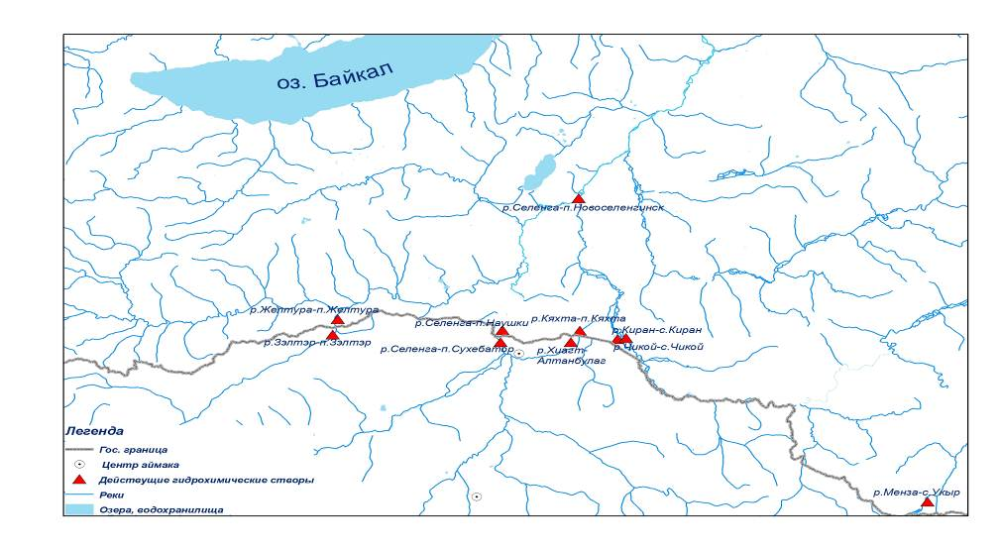 оз. Байкал
р.Селенга-п.Новоселенгинск
р.Желтура-п.Желтура
р.Селенга-п.Наушки
р.Кяхта-п.Кяхта
р.Киран-с.Киран
р.Зэлтэр-п.Зэлтэр
р.Селенга-п.Сухебатор
р.Хиагт-
Алтанбулаг
р.Чикой-с.Чикой
Легенда
Гос. граница
Центр аймака
Действущие гидрохимические створы
Реки
Озера, водохранилища
р.Менза-с.Укыр